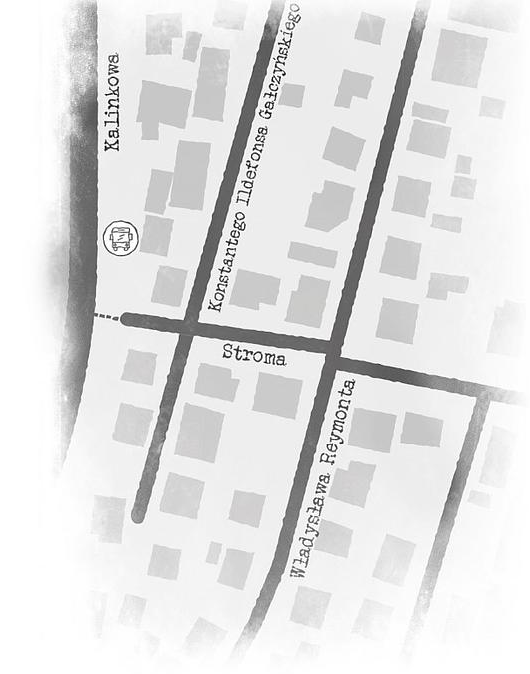 Kalinkowa
Konstantego Ildefonsa Gałczyńskiego
Stroma
Władysława Reymonta